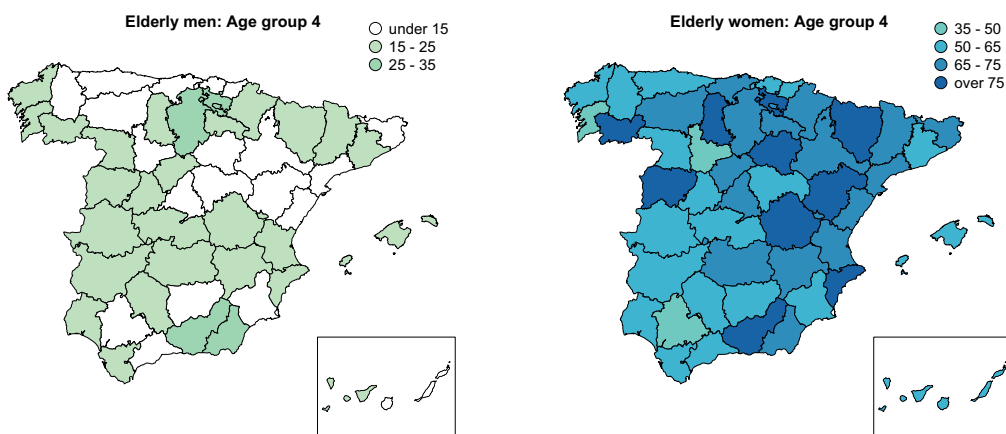 Elderly men: Age group 4
under 15
15 - 25
25 - 35
Elderly women: Age group 4
35 - 50
50 - 65
65 - 75
over 75